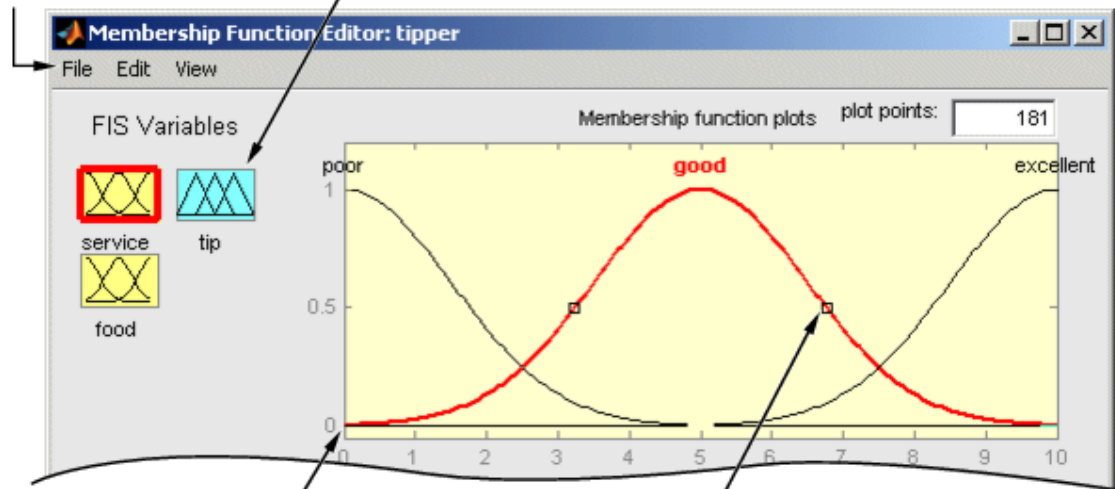 Membership Function Editor: tipper
File Edit View
FIS Variables
Membership function plots plot points: 181
poor good excellent
1
service tip
0.5
food
0
0 1 2 3 4 5 6 7 8 9 10